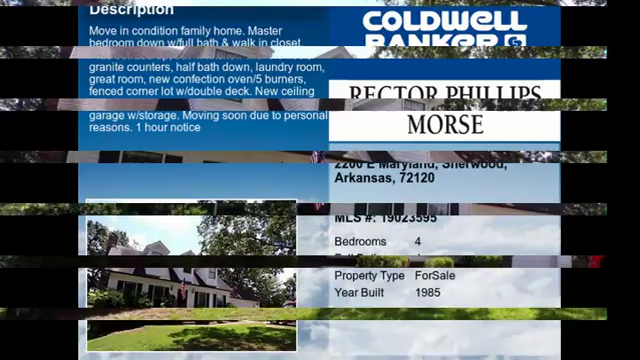 Description
Move in condition family home. Master
bedroom down w/full bath & walk in closet
granite counters, half bath down, laundry room,
great room, new confection oven/5 burners,
fenced corner lot w/double deck. New ceiling
garage w/storage. Moving soon due to personal
reasons. 1 hour notice
COLDWELL
BANKER
RECTOR PHILLIPS
MORSE
2200 E Maryland, Sherwood,
Arkansas, 72120
MLS #: 19023595
Bedrooms 4
Property Type ForSale
Year Built 1985